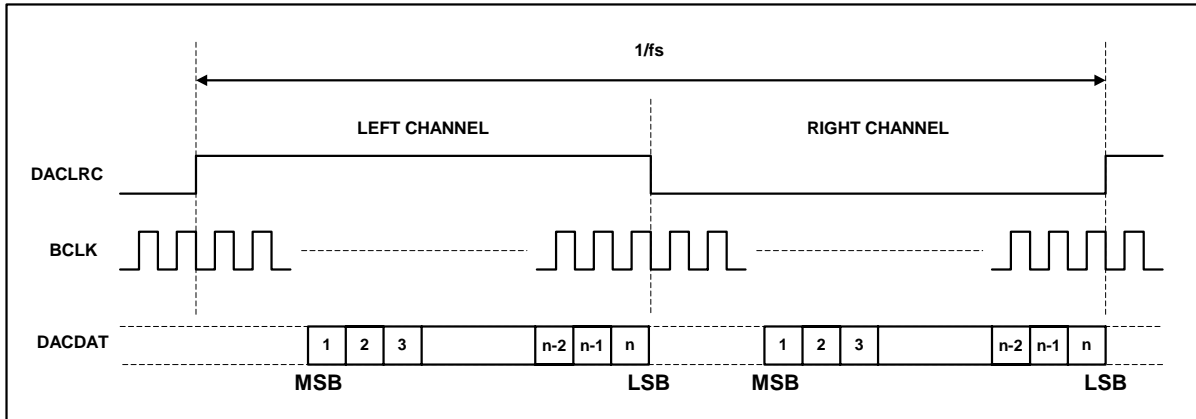 1/fs
LEFT CHANNEL RIGHT CHANNEL
DACLRC
BCLK
DACDAT 1 2 3 n-2 n-1 n 1 2 3 n-2 n-1 n
MSB LSB MSB LSB